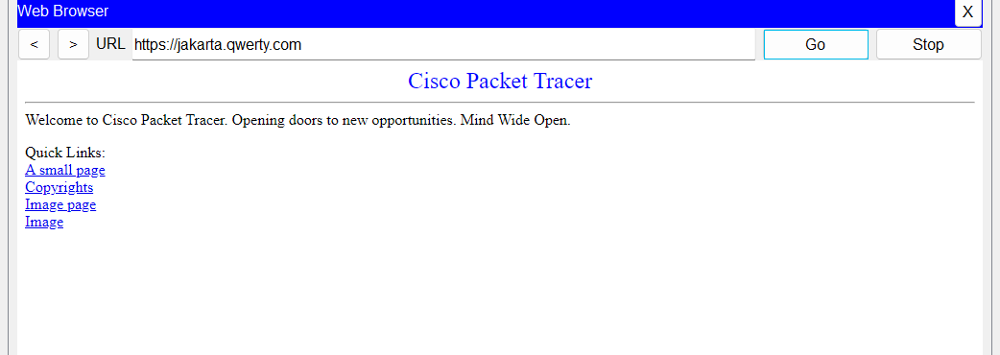 Web Browser
X
< > URL https://jakarta.qwerty.com Go Stop
Cisco Packet Tracer
Welcome to Cisco Packet Tracer. Opening doors to new opportunities. Mind Wide Open.
Quick Links:
A small page
Copyrights
Image page
Image